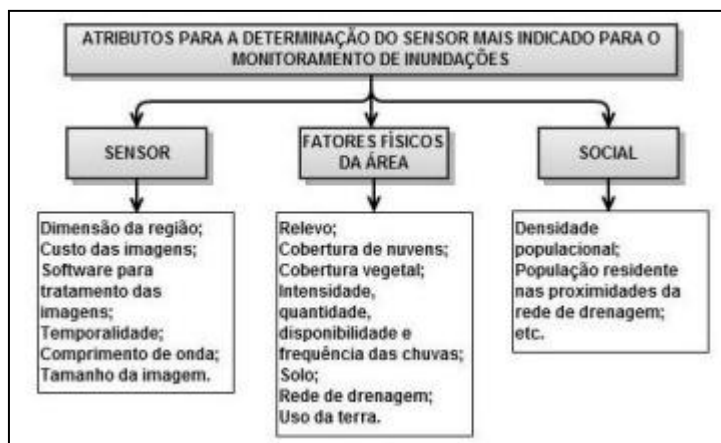 ATRIBUTOS PARA A DETERMINAÇÃO DO SENSOR MAIS INDICADO PARA O
MONITORAMENTO DE INUNDAÇÕES
SENSOR
Dimensão da região;
Custo das imagens;
Software para
tratamento das
imagens;
Temporalidade;
Comprimento de onda;
Tamanho da imagem.
FATORES FÍSICOS
DA ÁREA
Relevo;
Cobertura de nuvens;
Cobertura vegetal;
Intensidade,
quantidade,
disponibilidade e
frequência das chuvas;
Solo;
Rede de drenagem;
Uso da terra.
SOCIAL
Densidade
populacional;
População residente
nas proximidades da
rede de drenagem;
etc.